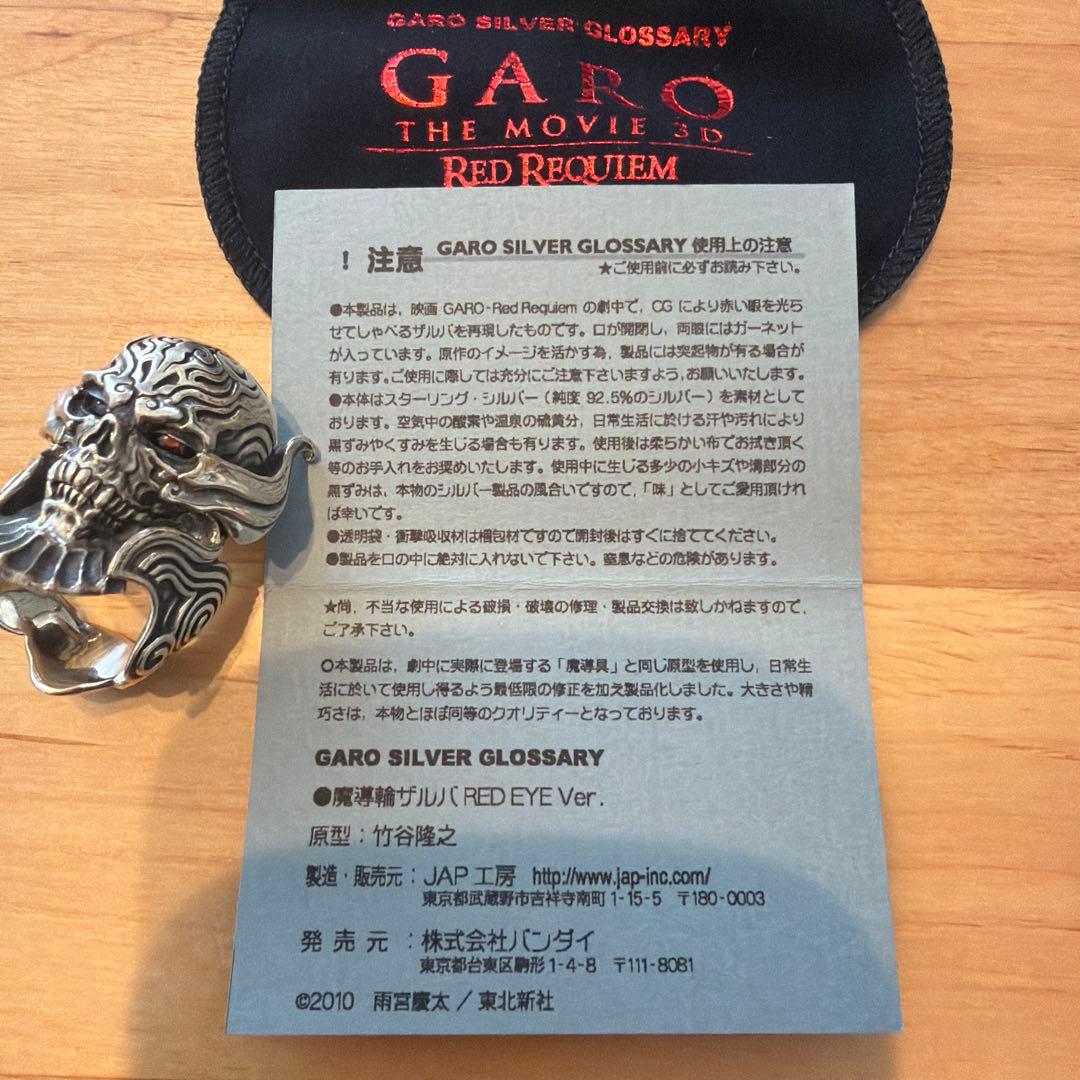 GARO SILVER GLOSSARY
GARO
THE MOVIE 3D
RED REQUIEM
! 注意 GARO SILVER GLOSSARY 使用上の注意
★ご使用前に必ずお読み下さい。
●本製品は，映画 GARO-Red Requiem の劇中で，CG により赤い眼を光ら
せてしゃべるザルバを再現したものです。口が開閉し，両眼にはガーネット
が入っています。原作のイメージを活かす為，製品には突起物が有る場合が
有ります。ご使用に際しては充分にご注意下さいますよう，お願いいたします。
●本体はスターリング・シルバー（純度 92.5%のシルバー）を素材として
おります。空気中の酸素や温泉の硫黄分，日常生活に於ける汗や汚れにより
黒ずみやくすみを生じる場合も有ります。使用後は柔らかい布でお拭き頂く
等のお手入れをお奨めいたします。使用中に生じる多少の小キズや溝部分の
黒ずみは，本物のシルバー製品の風合いですので，「味」としてご愛用頂けれ
ば幸いです。
●透明袋・衝撃吸収材は梱包材ですので開封後はすぐに捨ててください。
●製品を口の中に絶対に入れないで下さい。窒息などの危険があります。
★尚，不当な使用による破損・破壊の修理・製品交換は致しかねますので，
ご了承下さい。
○本製品は，劇中に実際に登場する「魔導具」と同じ原型を使用し，日常生
活に於いて使用し得るよう最低限の修正を加え製品化しました。大きさや精
巧さは，本物とほぼ同等のクオリティーとなっております。
GARO SILVER GLOSSARY
●魔導輪ザルバ RED EYE Ver.
原型：竹谷隆之
製造・販売元：JAP 工房 http://www.jap-inc.com/
東京都武蔵野市吉祥寺南町 1-15-5 〒180-0003
発売元：株式会社バンダイ
東京都台東区駒形 1-4-8 〒111-8081
©2010 雨宮慶太 / 東北新社